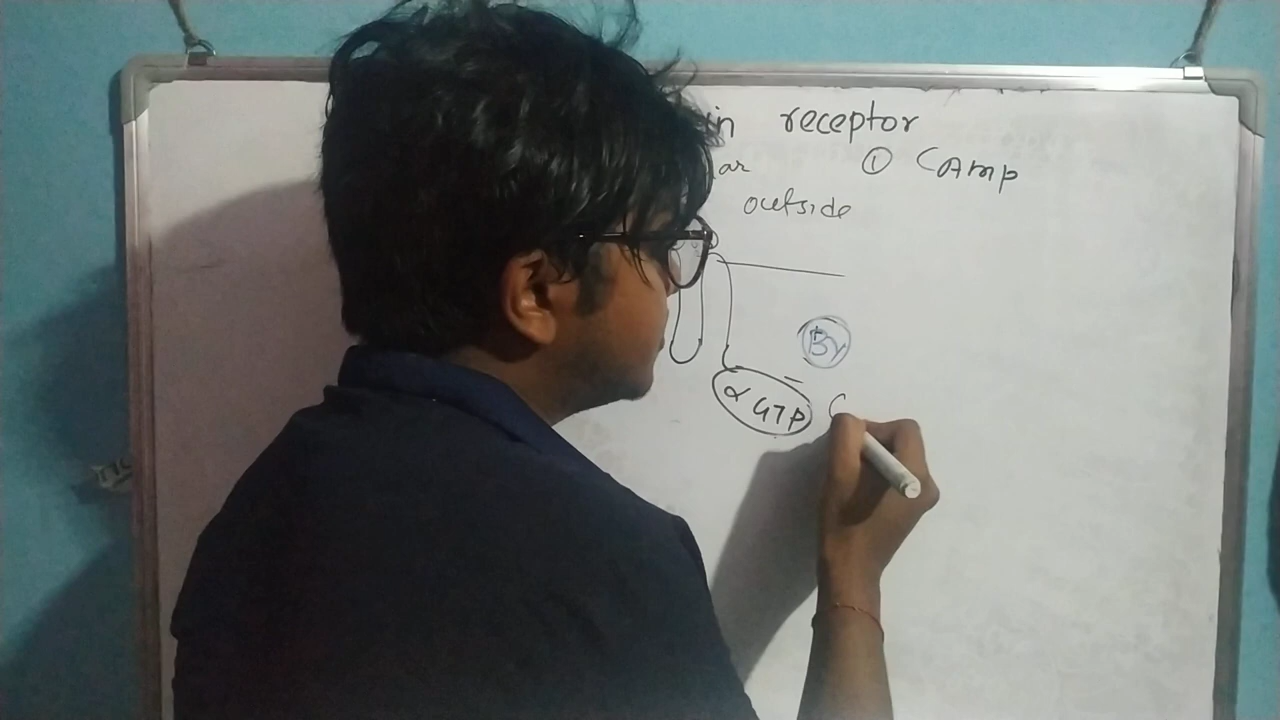 in receptor
ar ① CAMP
outside
βγ
α GTP